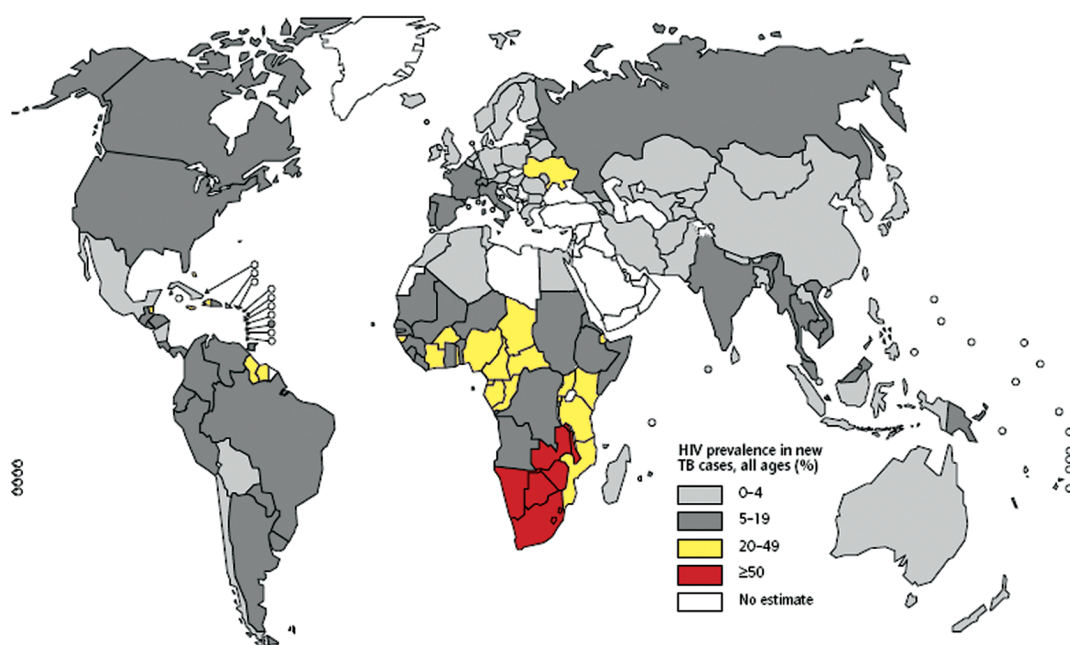 HIV prevalence in new
TB cases, all ages (%)
0–4
5–19
20–49
≥50
No estimate